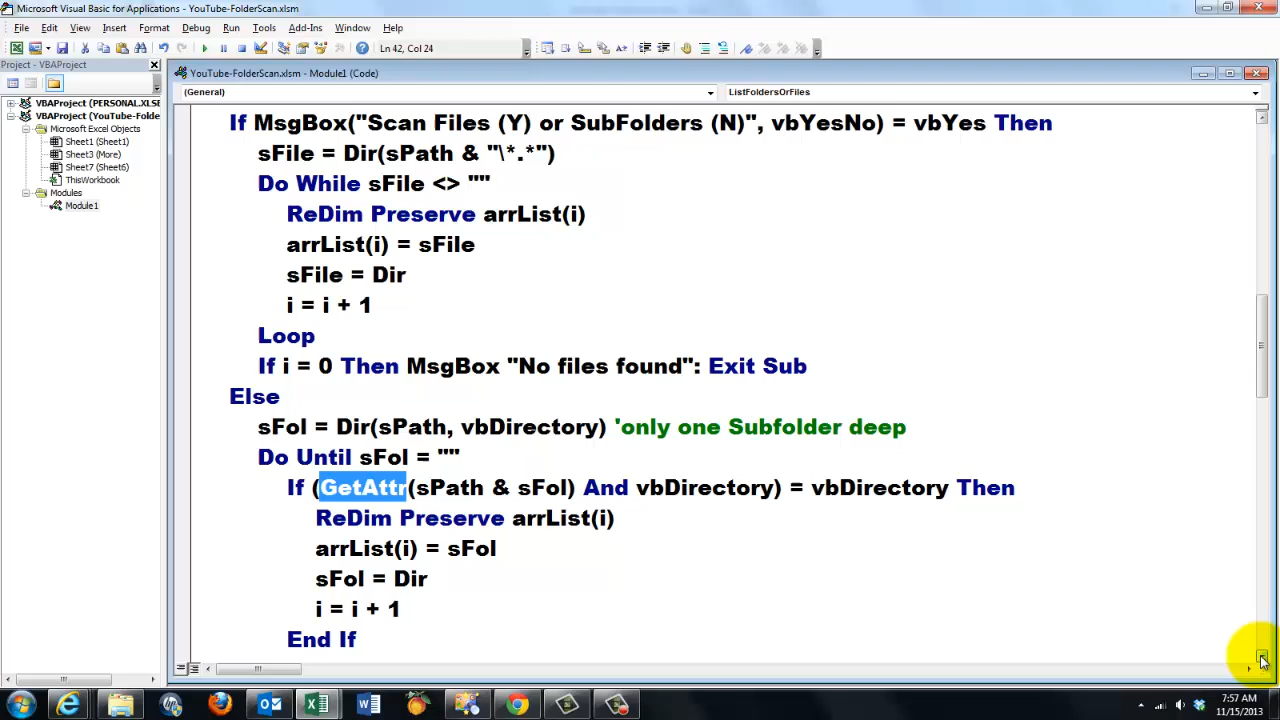 Microsoft Visual Basic for Applications - YouTube-FolderScan.xlsm
File Edit View Insert Format Debug Run Tools Add-Ins Window Help
Ln 42, Col 24
Project - VBAProject
VBAProject (PERSONAL.XLSE
VBAProject (YouTube-Folde
Microsoft Excel Objects
Sheet1 (Sheet1)
Sheet3 (More)
Sheet7 (Sheet6)
ThisWorkbook
Modules
Module1
YouTube-FolderScan.xlsm - Module1 (Code)
(General) ListFoldersOrFiles
If MsgBox("Scan Files (Y) or SubFolders (N)", vbYesNo) = vbYes Then
sFile = Dir(sPath & "\*.*")
Do While sFile <> ""
ReDim Preserve arrList(i)
arrList(i) = sFile
sFile = Dir
i = i + 1
Loop
If i = 0 Then MsgBox "No files found": Exit Sub
Else
sFol = Dir(sPath, vbDirectory) 'only one Subfolder deep
Do Until sFol = ""
If (GetAttr(sPath & sFol) And vbDirectory) = vbDirectory Then
ReDim Preserve arrList(i)
arrList(i) = sFol
sFol = Dir
i = i + 1
End If
7:57 AM
11/15/2013